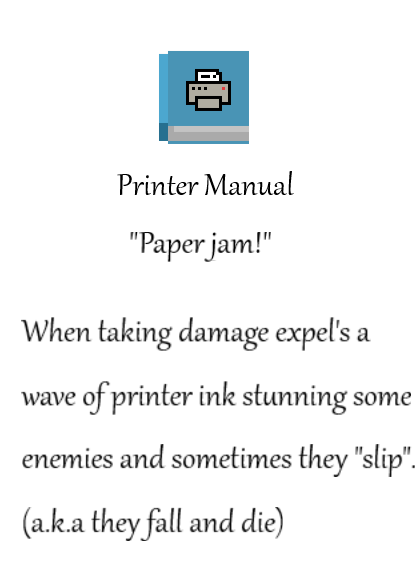 Printer Manual
"Paper jam!"
When taking damage expel's a
wave of printer ink stunning some
enemies and sometimes they "slip".
(a.k.a they fall and die)